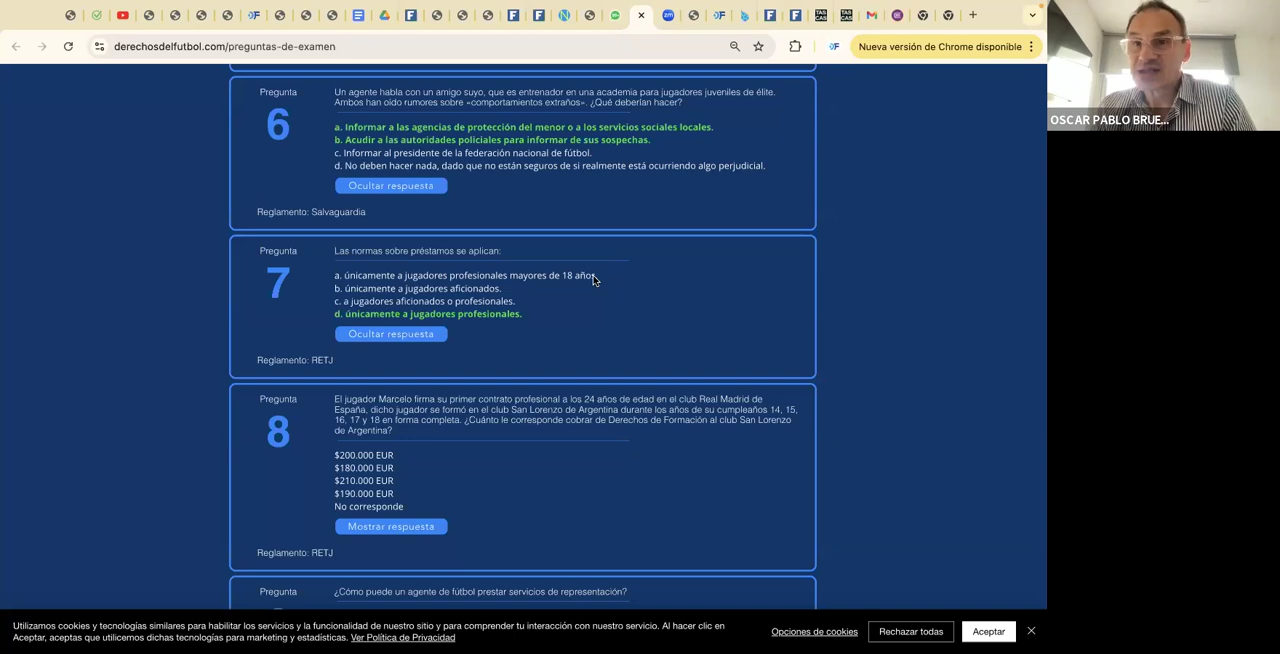 derechosdelfutbol.com/preguntas-de-examen
Nueva versión de Chrome disponible
OSCAR PABLO BRUE...
Pregunta
6
Un agente habla con un amigo suyo, que es entrenador en una academia para jugadores juveniles de élite.
Ambos han oído rumores sobre «comportamientos extraños». ¿Qué deberían hacer?
a. Informar a las agencias de protección del menor o a los servicios sociales locales.
b. Acudir a las autoridades policiales para informar de sus sospechas.
c. Informar al presidente de la federación nacional de fútbol.
d. No deben hacer nada, dado que no están seguros de si realmente está ocurriendo algo perjudicial.
Ocultar respuesta
Reglamento: Salvaguardia
Pregunta
7
Las normas sobre préstamos se aplican:
a. únicamente a jugadores profesionales mayores de 18 años.
b. únicamente a jugadores aficionados.
c. a jugadores aficionados o profesionales.
d. únicamente a jugadores profesionales.
Ocultar respuesta
Reglamento: RETJ
Pregunta
8
El jugador Marcelo firma su primer contrato profesional a los 24 años de edad en el club Real Madrid de
España, dicho jugador se formó en el club San Lorenzo de Argentina durante los años de su cumpleaños 14, 15,
16, 17 y 18 en forma completa. ¿Cuánto le corresponde cobrar de Derechos de Formación al club San Lorenzo
de Argentina?
$200.000 EUR
$180.000 EUR
$210.000 EUR
$190.000 EUR
No corresponde
Mostrar respuesta
Reglamento: RETJ
Pregunta
¿Cómo puede un agente de fútbol prestar servicios de representación?
Utilizamos cookies y tecnologías similares para habilitar los servicios y la funcionalidad de nuestro sitio y para comprender tu interacción con nuestro servicio. Al hacer clic en
Aceptar, aceptas que utilicemos dichas tecnologías para marketing y estadísticas. Ver Política de Privacidad
Opciones de cookies
Rechazar todas
Aceptar